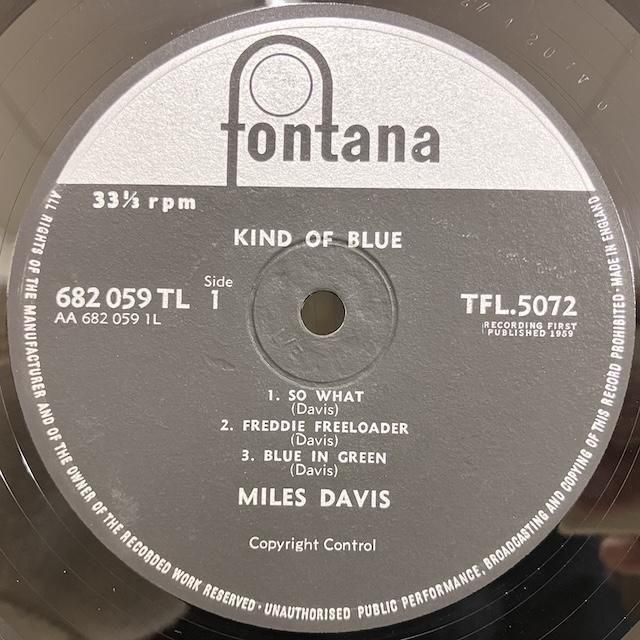 fontana
33⅓ rpm
KIND OF BLUE
682 059 TL
AA 682 059 1L
Side
1
TFL.5072
RECORDING FIRST
PUBLISHED 1959
1. SO WHAT
(Davis)
2. FREDDIE FREELOADER
(Davis)
3. BLUE IN GREEN
(Davis)
MILES DAVIS
Copyright Control
ALL RIGHTS OF THE MANUFACTURER AND OF THE OWNER OF THE RECORDED WORK RESERVED · UNAUTHORISED PUBLIC PERFORMANCE, BROADCASTING AND COPYING OF THIS RECORD PROHIBITED · MADE IN ENGLAND